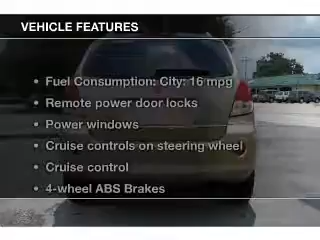 VEHICLE FEATURES
• Fuel Consumption: City: 16 mpg
• Remote power door locks
• Power windows
• Cruise controls on steering wheel
• Cruise control
• 4-wheel ABS Brakes